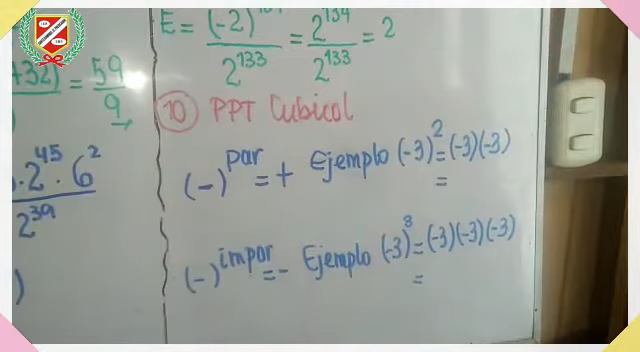 E = (-2)^134 / 2^133 = 2^134 / 2^133 = 2
432) = 59/9
10 PPT Cubicol
.2^45 . 6^2
2^39
(-)^par = + Ejemplo (-3)^2 = (-3)(-3)
=
)
(-)^impar = - Ejemplo (-3)^3 = (-3)(-3)(-3)
=